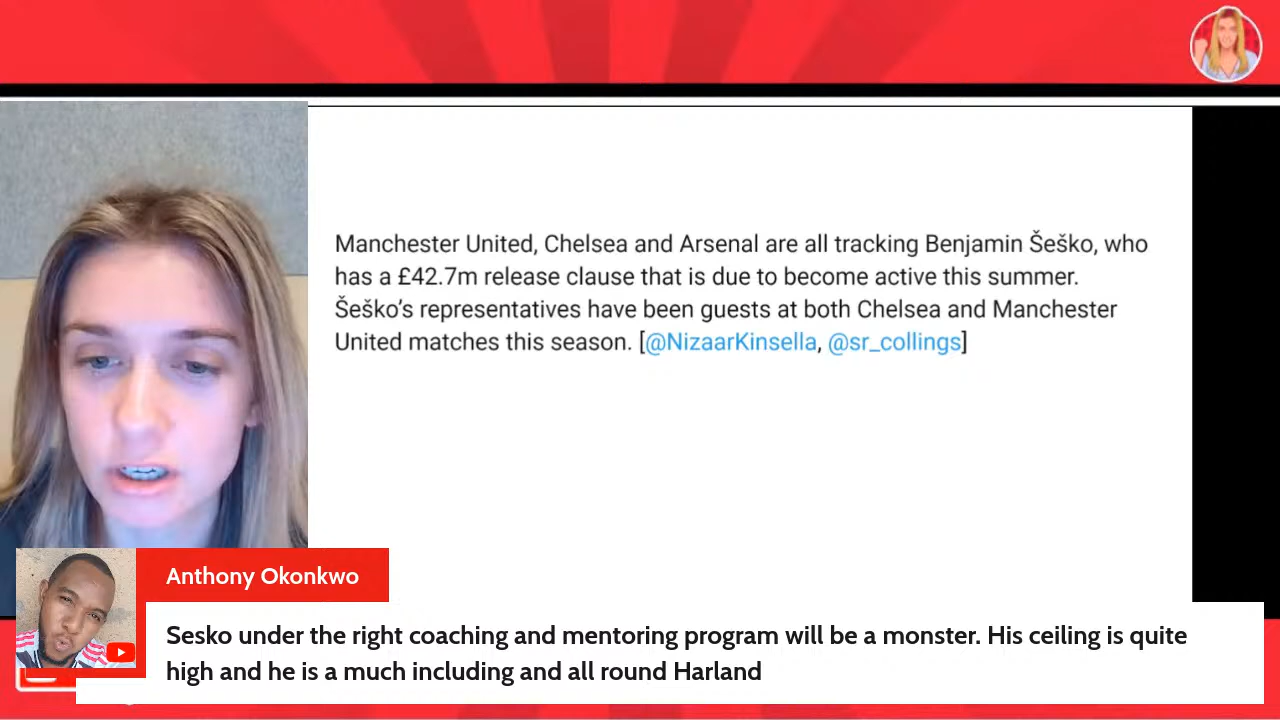 Manchester United, Chelsea and Arsenal are all tracking Benjamin Šeško, who
has a £42.7m release clause that is due to become active this summer.
Šeško’s representatives have been guests at both Chelsea and Manchester
United matches this season. [@NizaarKinsella, @sr_collings]
Anthony Okonkwo
Sesko under the right coaching and mentoring program will be a monster. His ceiling is quite
high and he is a much including and all round Harland